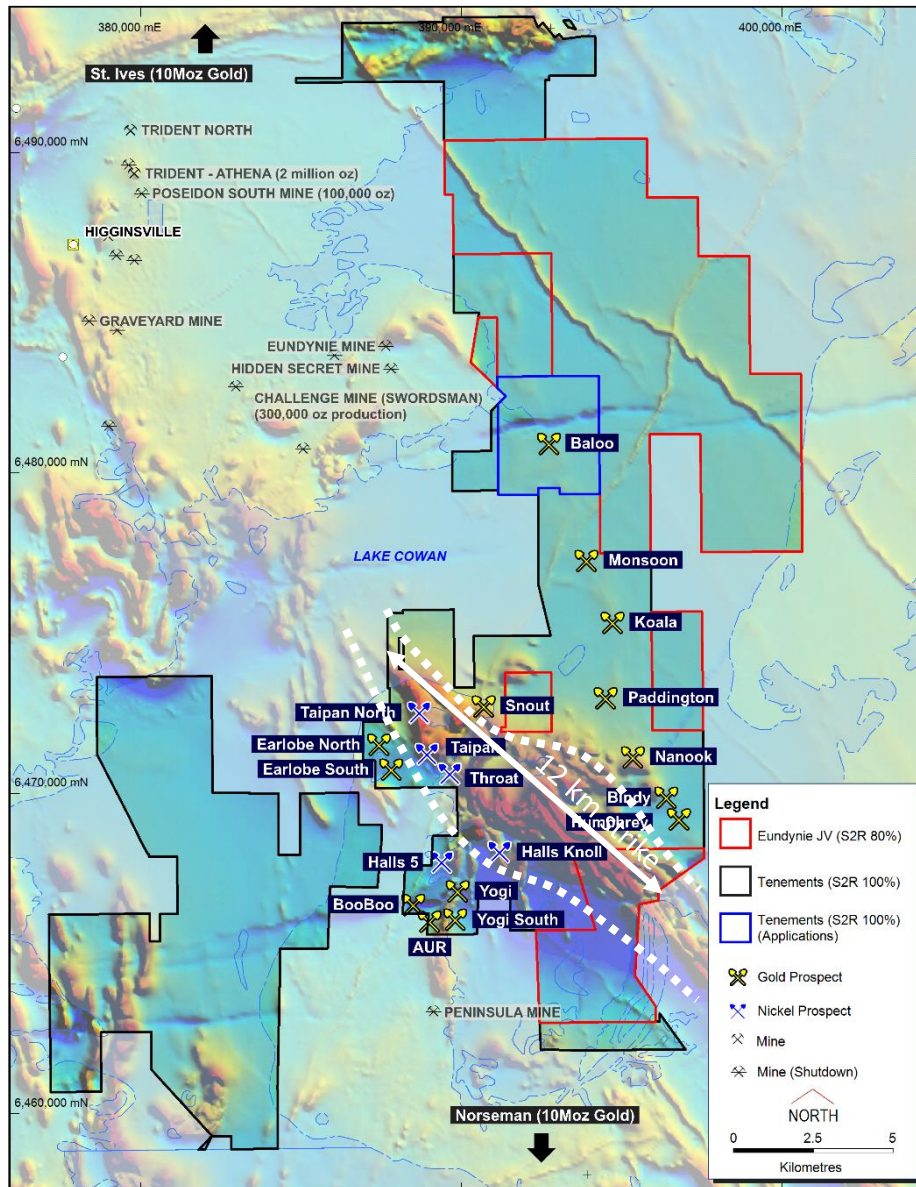 380,000 mE
390,000 mE
400,000 mE
St. Ives (10Moz Gold)
TRIDENT NORTH
6,490,000 mN
TRIDENT - ATHENA (2 million oz)
POSEIDON SOUTH MINE (100,000 oz)
HIGGINSVILLE
GRAVEYARD MINE
EUNDYNIE MINE
HIDDEN SECRET MINE
CHALLENGE MINE (SWORDSMAN)
(300,000 oz production)
Baloo
6,480,000 mN
LAKE COWAN
Monsoon
Koala
Paddington
Snout
Taipan North
Earlobe North
Taipan
Nanook
Earlobe South
Throat
12 km strike
6,470,000 mN
Bindy
Humphrey
Halls Knoll
Halls 5
Yogi
BooBoo
Yogi South
AUR
PENINSULA MINE
6,460,000 mN
Norseman (10Moz Gold)
Legend
Eundynie JV (S2R 80%)
Tenements (S2R 100%)
Tenements (S2R 100%)
(Applications)
Gold Prospect
Nickel Prospect
Mine
Mine (Shutdown)
NORTH
0 2.5 5
Kilometres